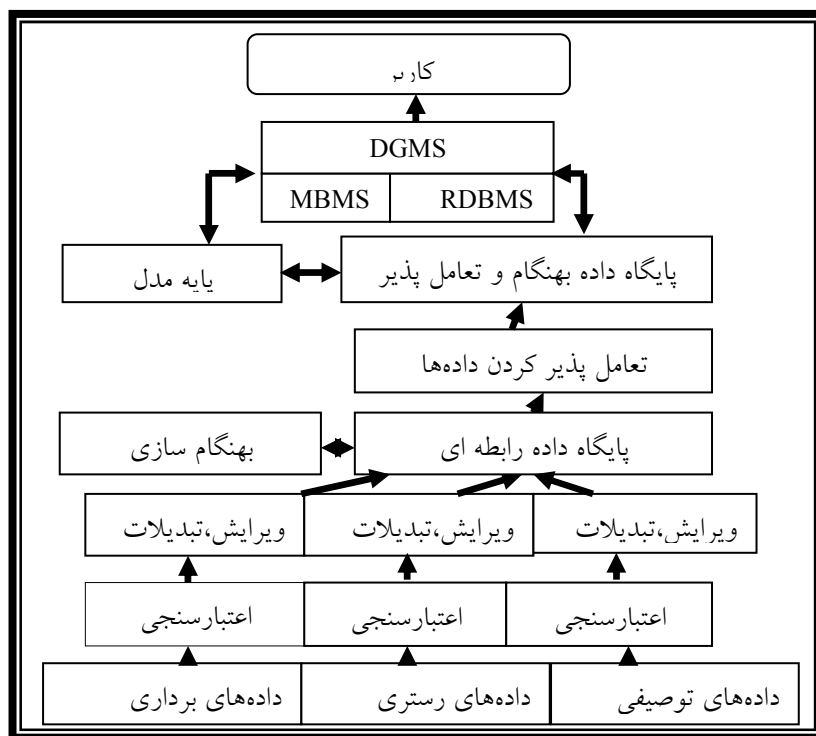 کاربر
DGMS
MBMS RDBMS
پایگاه داده بهنگام و تعامل پذیر
پایه مدل
تعامل پذیر کردن داده‌ها
پایگاه داده رابطه ای
بهنگام سازی
ویرایش،تبدیلات
ویرایش،تبدیلات
ویرایش،تبدیلات
اعتبارسنجی
اعتبارسنجی
اعتبارسنجی
داده‌های توصیفی
داده‌های رستری
داده‌های برداری